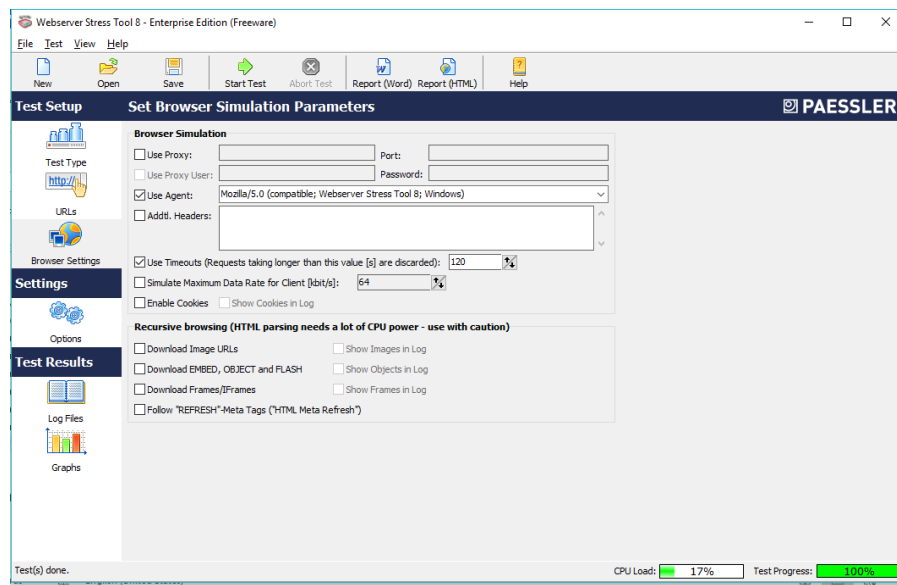 Webserver Stress Tool 8 - Enterprise Edition (Freeware)
File Test View Help
New Open Save Start Test Abort Test Report (Word) Report (HTML) Help
Test Setup
Set Browser Simulation Parameters
PAESSLER
Test Type
http://
URLs
Browser Settings
Settings
Options
Test Results
Log Files
Graphs
Browser Simulation
Use Proxy: Port:
Use Proxy User: Password:
Use Agent: Mozilla/5.0 (compatible; Webserver Stress Tool 8; Windows)
Addtl. Headers:
Use Timeouts (Requests taking longer than this value [s] are discarded): 120
Simulate Maximum Data Rate for Client [kbit/s]: 64
Enable Cookies Show Cookies in Log
Recursive browsing (HTML parsing needs a lot of CPU power - use with caution)
Download Image URLs Show Images in Log
Download EMBED, OBJECT and FLASH Show Objects in Log
Download Frames/IFrames Show Frames in Log
Follow "REFRESH"-Meta Tags ("HTML Meta Refresh")
Test(s) done. CPU Load: 17% Test Progress: 100%